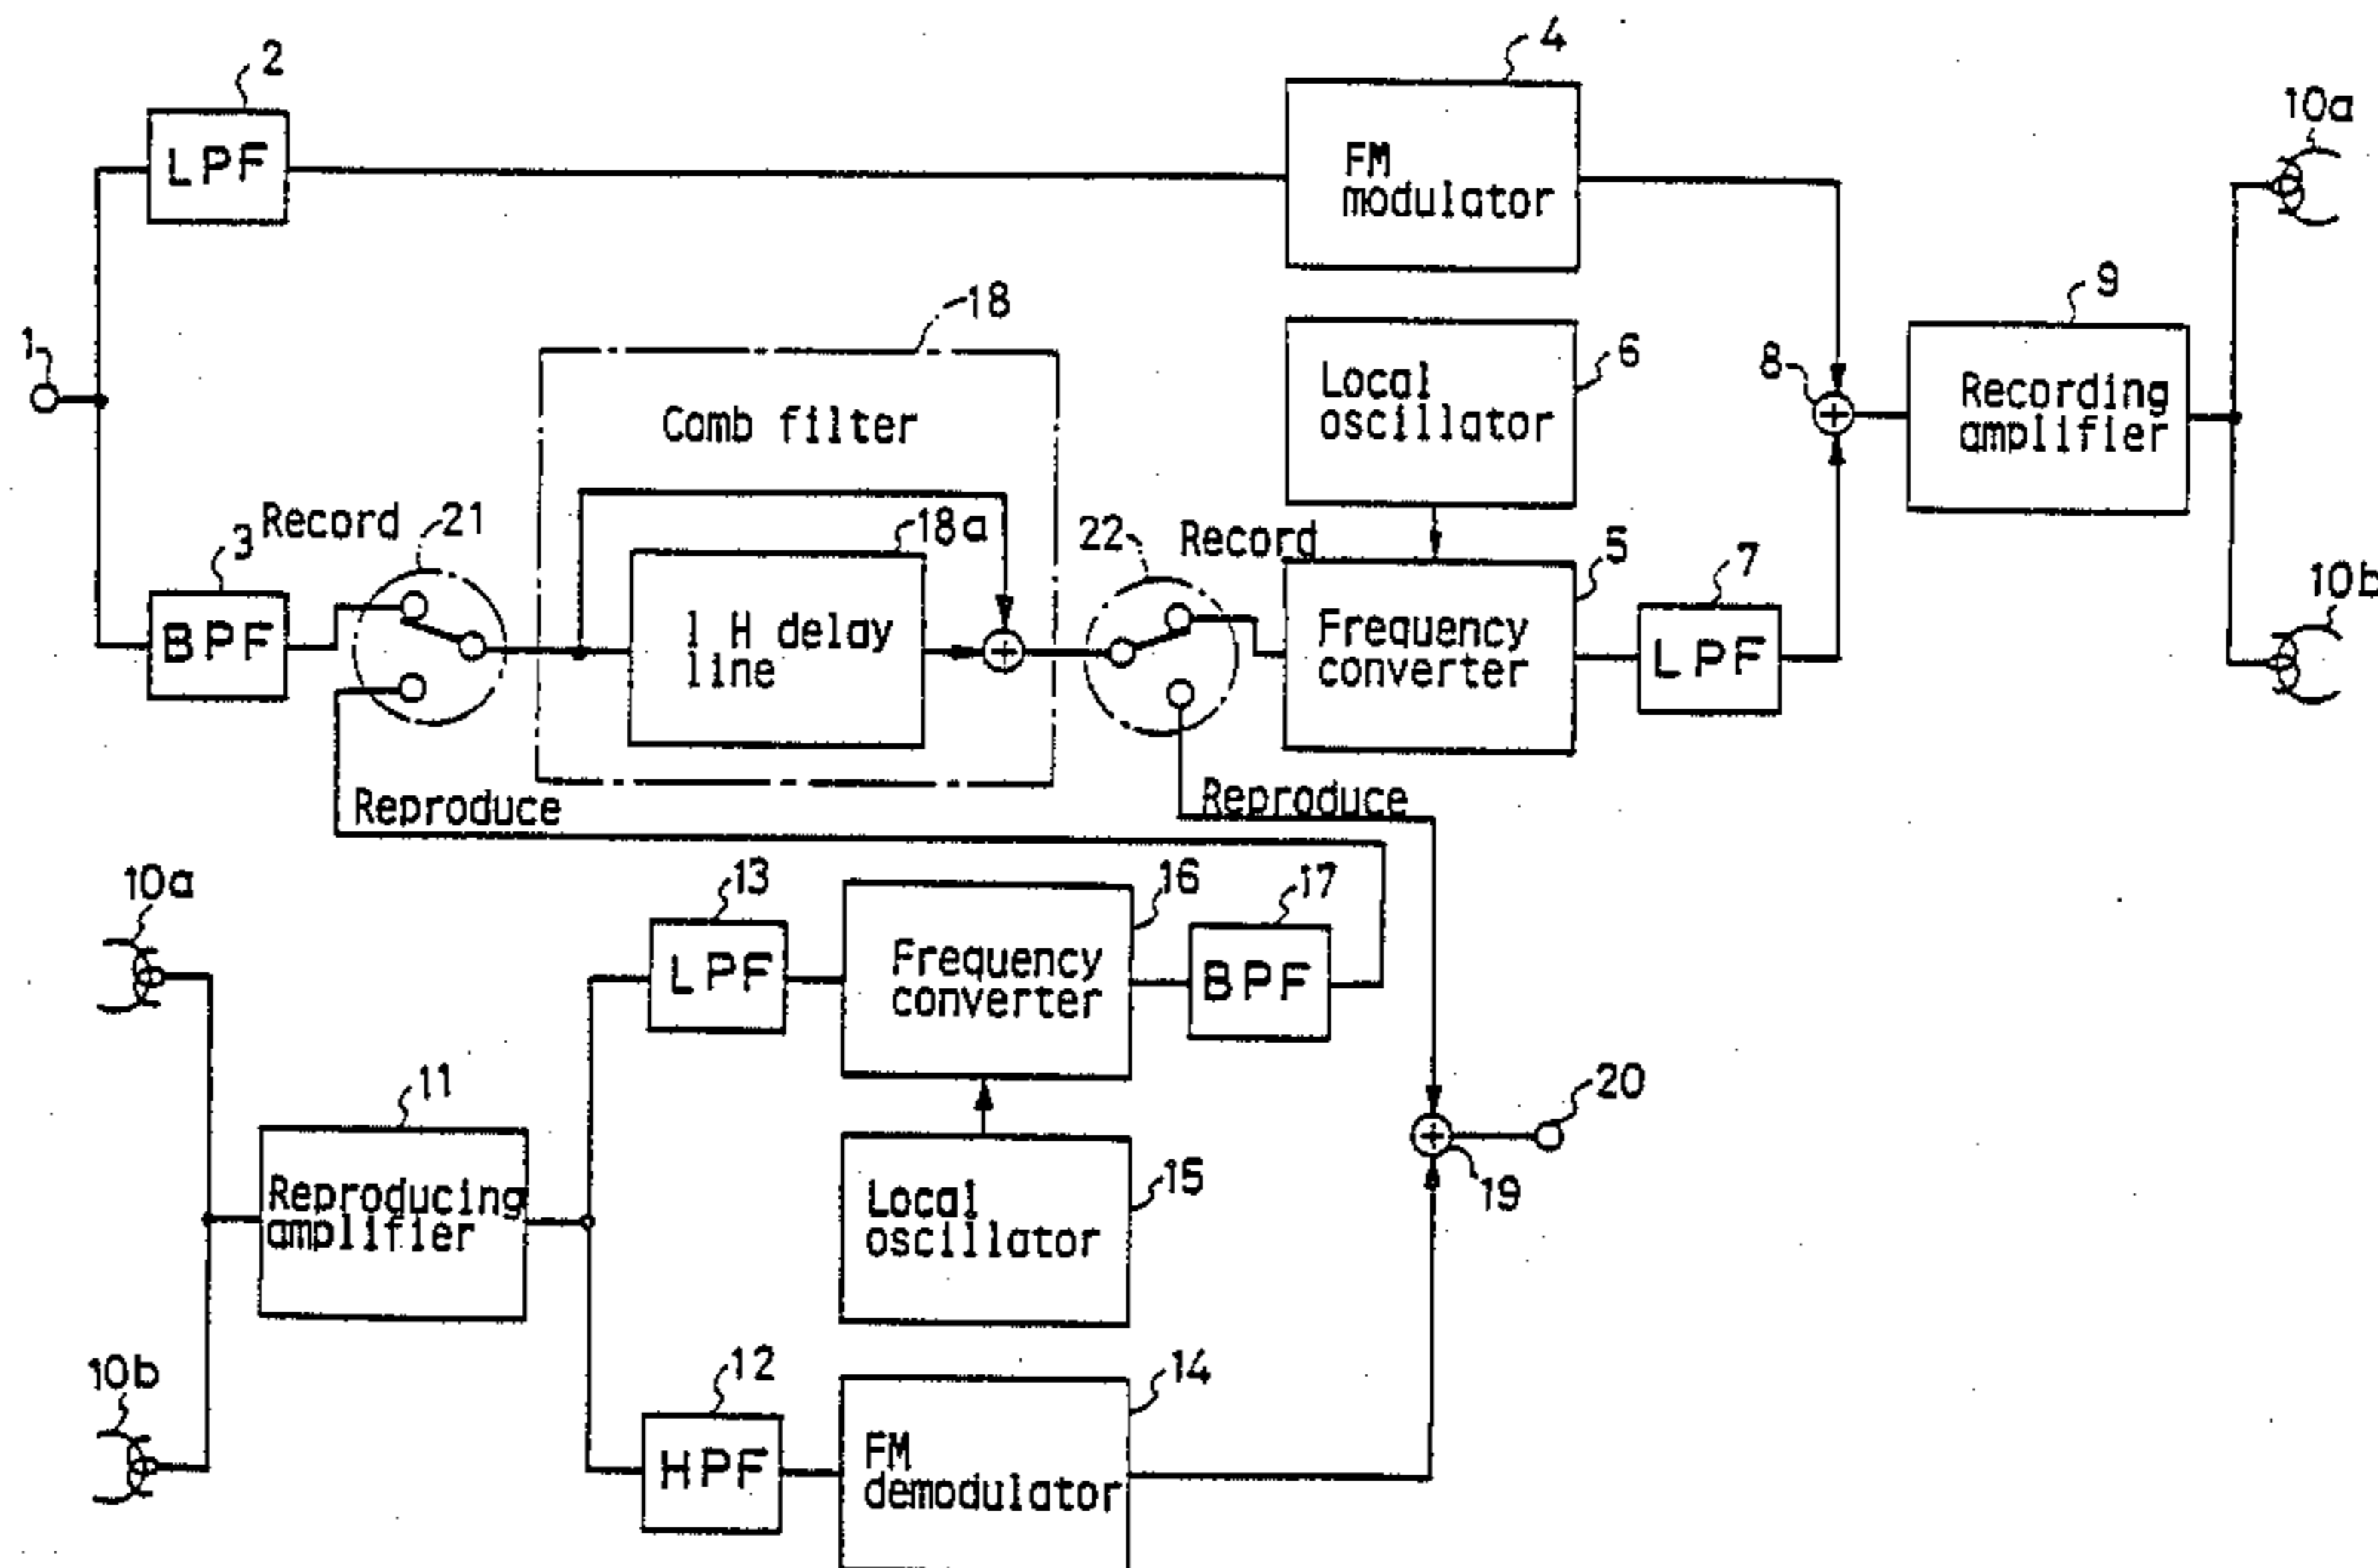 2
LPF
4
FM
modulator
10a
1
18
Comb filter
6
Local
oscillator
8
9
Recording
amplifier
3
Record
21
BPF
18a
1 H delay
line
22
Record
5
Frequency
converter
7
LPF
10b
Reproduce
Reproduce
10a
13
LPF
16
Frequency
converter
17
BPF
11
Reproducing
amplifier
15
Local
oscillator
19
20
10b
12
HPF
14
FM
demodulator